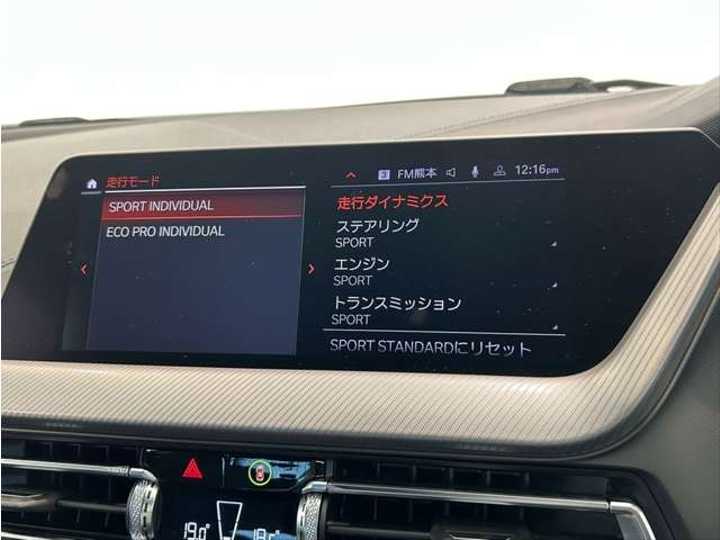 走行モード
3 FM熊本 12:16pm
SPORT INDIVIDUAL
ECO PRO INDIVIDUAL
走行ダイナミクス
ステアリング
SPORT
エンジン
SPORT
トランスミッション
SPORT
SPORT STANDARDにリセット
19.0